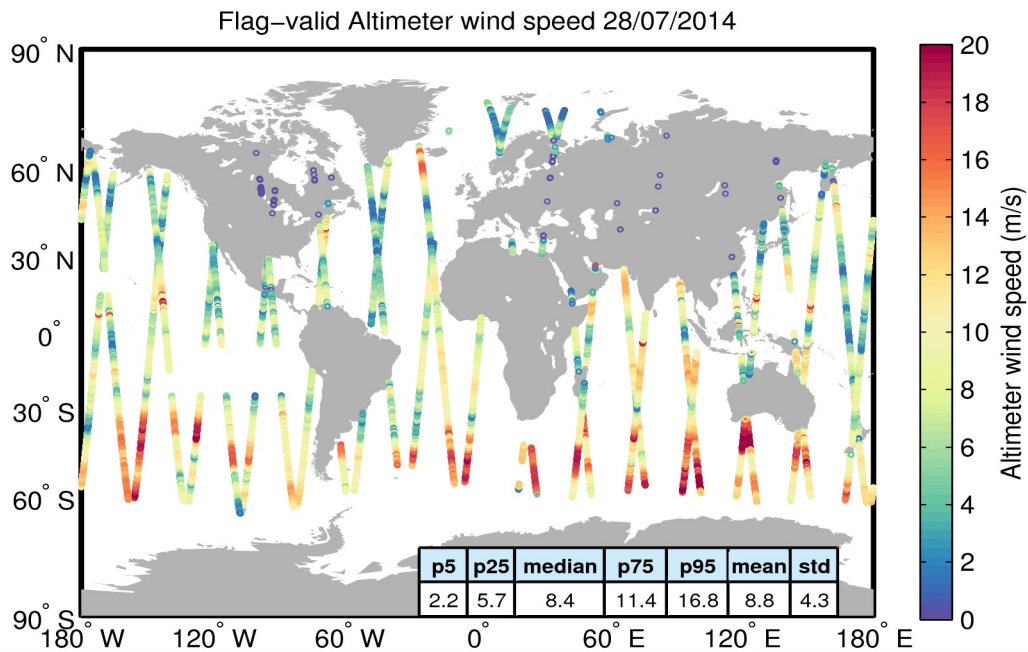 Flag−valid Altimeter wind speed 28/07/2014
90° N
60° N
30° N
0°
30° S
60° S
90° S
180° W
120° W
60° W
0°
60° E
120° E
180° E
p5 p25 median p75 p95 mean std
2.2 5.7 8.4 11.4 16.8 8.8 4.3
20
18
16
14
12
10
8
6
4
2
0
Altimeter wind speed (m/s)